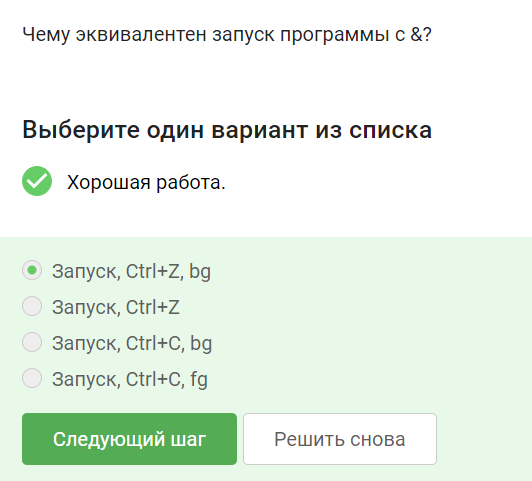 Чему эквивалентен запуск программы с &?
Выберите один вариант из списка
Хорошая работа.
Запуск, Ctrl+Z, bg
Запуск, Ctrl+Z
Запуск, Ctrl+C, bg
Запуск, Ctrl+C, fg
Следующий шаг
Решить снова